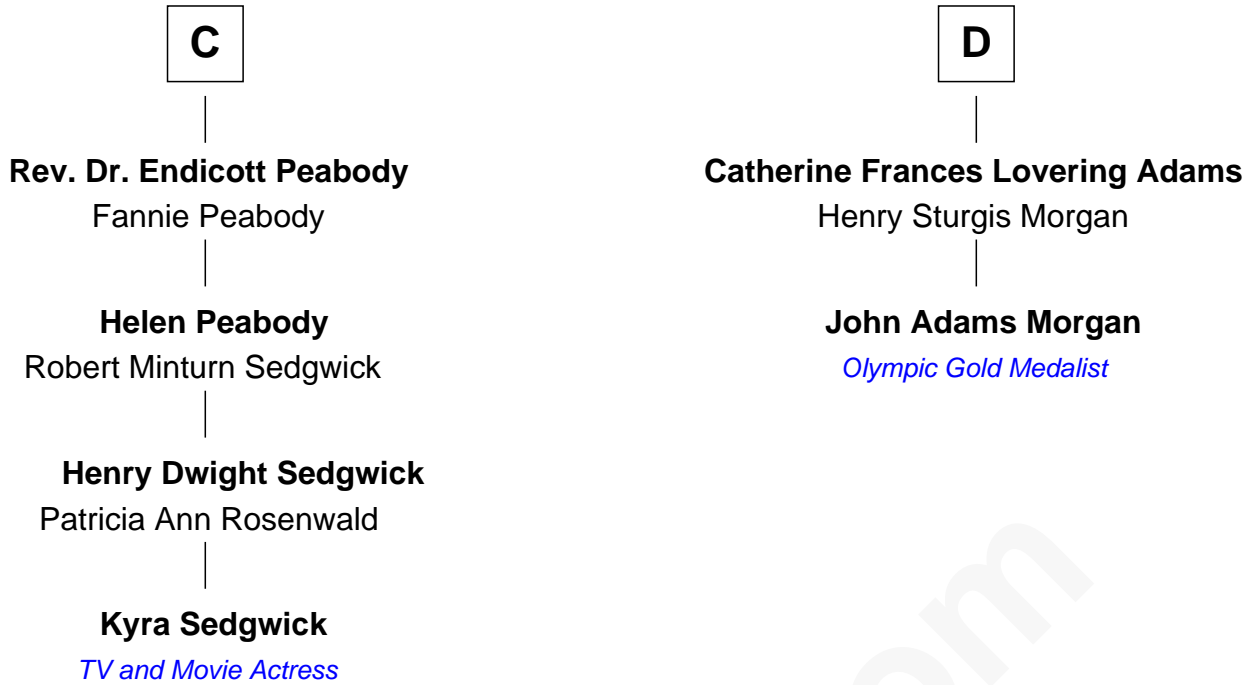 C
Rev. Dr. Endicott Peabody
Fannie Peabody
Helen Peabody
Robert Minturn Sedgwick
Henry Dwight Sedgwick
Patricia Ann Rosenwald
Kyra Sedgwick
TV and Movie Actress
D
Catherine Frances Lovering Adams
Henry Sturgis Morgan
John Adams Morgan
Olympic Gold Medalist
om